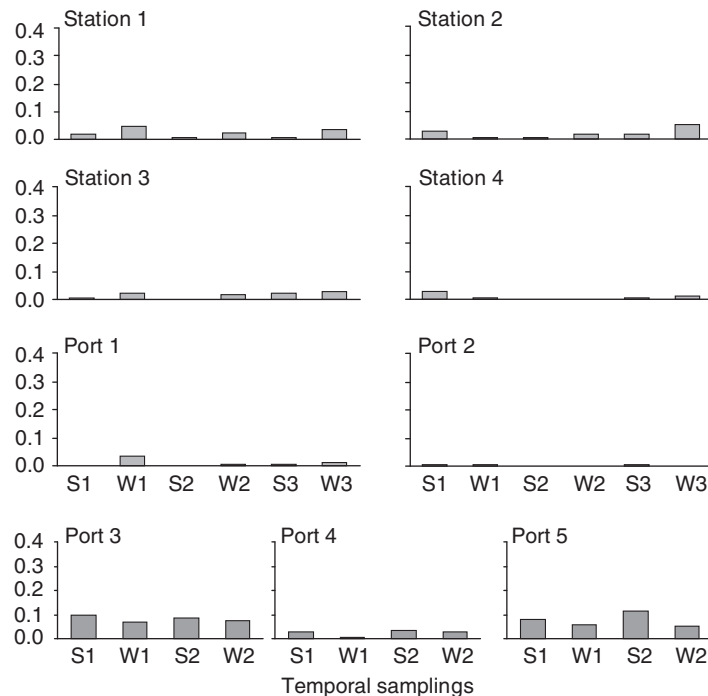 Station 1
Station 2
0.4
0.3
0.2
0.1
0.0
Station 3
Station 4
0.4
0.3
0.2
0.1
0.0
Port 1
Port 2
0.4
0.3
0.2
0.1
0.0
S1 W1 S2 W2 S3 W3
S1 W1 S2 W2 S3 W3
Port 3
Port 4
Port 5
0.4
0.3
0.2
0.1
0.0
S1 W1 S2 W2
S1 W1 S2 W2
S1 W1 S2 W2
Temporal samplings